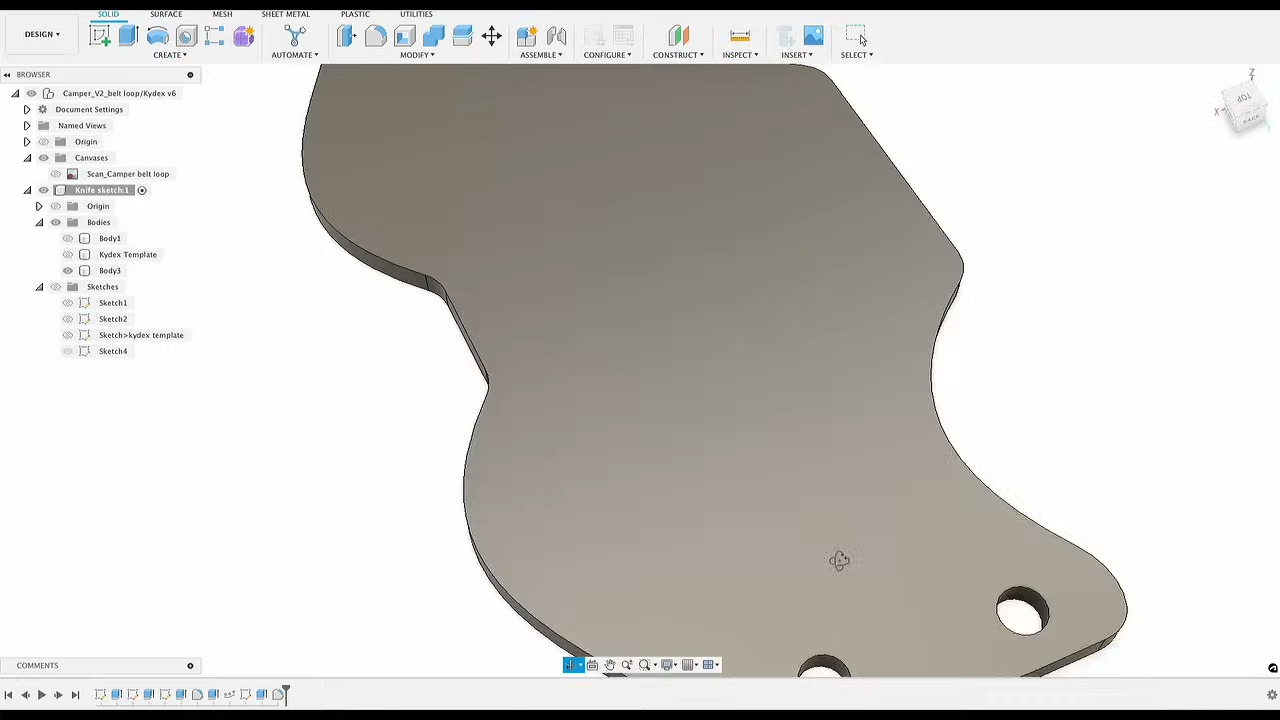 SOLID SURFACE MESH SHEET METAL PLASTIC UTILITIES
DESIGN
CREATE AUTOMATE MODIFY ASSEMBLE CONFIGURE CONSTRUCT INSPECT INSERT SELECT
BROWSER
Camper_V2_belt loop/Kydex v6
Document Settings
Named Views
Origin
Canvases
Scan_Camper belt loop
Knife sketch:1
Origin
Bodies
Body1
Kydex Template
Body3
Sketches
Sketch1
Sketch2
Sketch>kydex template
Sketch4
Z
X
TOP
BACK
COMMENTS